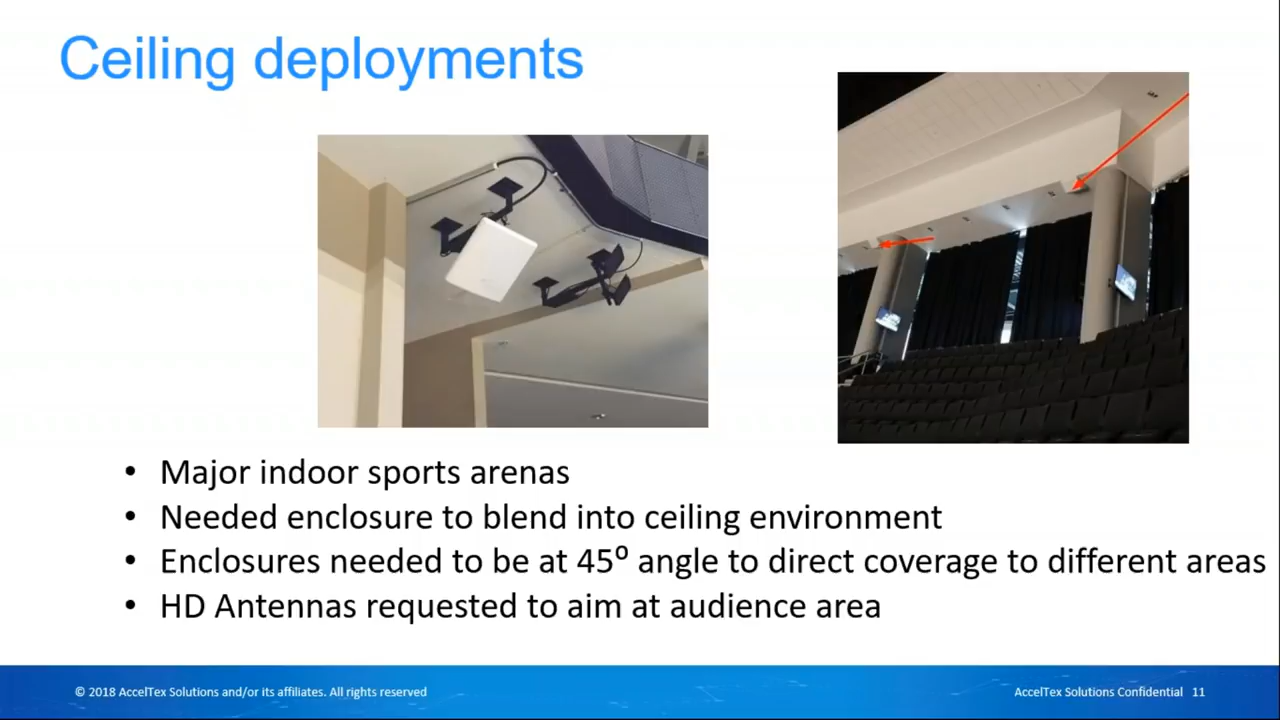 Ceiling deployments
• Major indoor sports arenas
• Needed enclosure to blend into ceiling environment
• Enclosures needed to be at 45º angle to direct coverage to different areas
• HD Antennas requested to aim at audience area
© 2018 AccelTex Solutions and/or its affiliates. All rights reserved
AccelTex Solutions Confidential 11